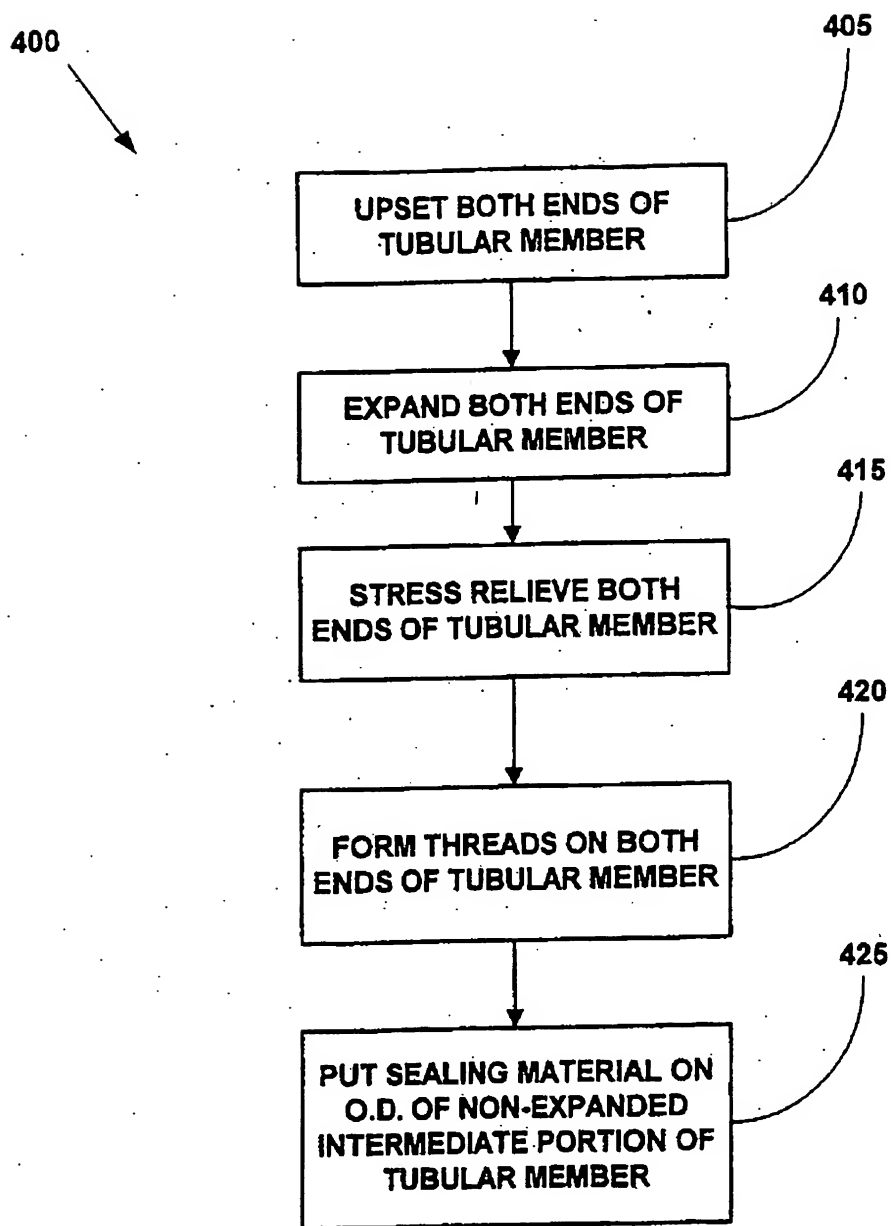 400
405
UPSET BOTH ENDS OF
TUBULAR MEMBER
410
EXPAND BOTH ENDS OF
TUBULAR MEMBER
415
STRESS RELIEVE BOTH
ENDS OF TUBULAR MEMBER
420
FORM THREADS ON BOTH
ENDS OF TUBULAR MEMBER
425
PUT SEALING MATERIAL ON
O.D. OF NON-EXPANDED
INTERMEDIATE PORTION OF
TUBULAR MEMBER